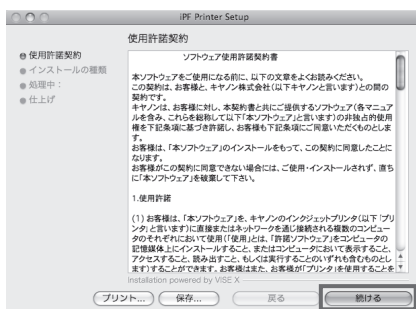 iPF Printer Setup
使用許諾契約
使用許諾契約
インストールの種類
処理中：
仕上げ
ソフトウェア使用許諾契約書
本ソフトウェアをご使用になる前に、以下の文章をよくお読みください。
この契約は、お客様と、キヤノン株式会社（以下キヤノンと言います）との間の
契約です。
キヤノンは、お客様に対し、本契約書と共にご提供するソフトウェア（各マニュア
ルを含み、これらを総称して以下「本ソフトウェア」と言います）の非独占的使用
権を下記条項に基づき許諾し、お客様も下記条項にご同意いただくものとしま
す。
お客様は、「本ソフトウェア」のインストールをもって、この契約に同意したことに
なります。
お客様がこの契約に同意できない場合には、ご使用・インストールされず、直ち
に「本ソフトウェア」を破棄して下さい。
1.使用許諾
(1) お客様は、「本ソフトウェア」を、キヤノンのインクジェットプリンタ（以下「プリ
ンタ」と言います)に直接またはネットワークを通じ接続される複数のコンピュー
タのそれぞれにおいて使用（「使用」とは、「許諾ソフトウェア」をコンピュータの
記憶媒体上にインストールすること、またはコンピュータにおいて表示すること、
アクセスすること、読み出すこと、もしくは実行することのいずれも含むものとし
ます)することができます。お客様はまた、お客様が「プリンタ」を使用することを
Installation powered by VISE X
プリント... 保存... 戻る 続ける